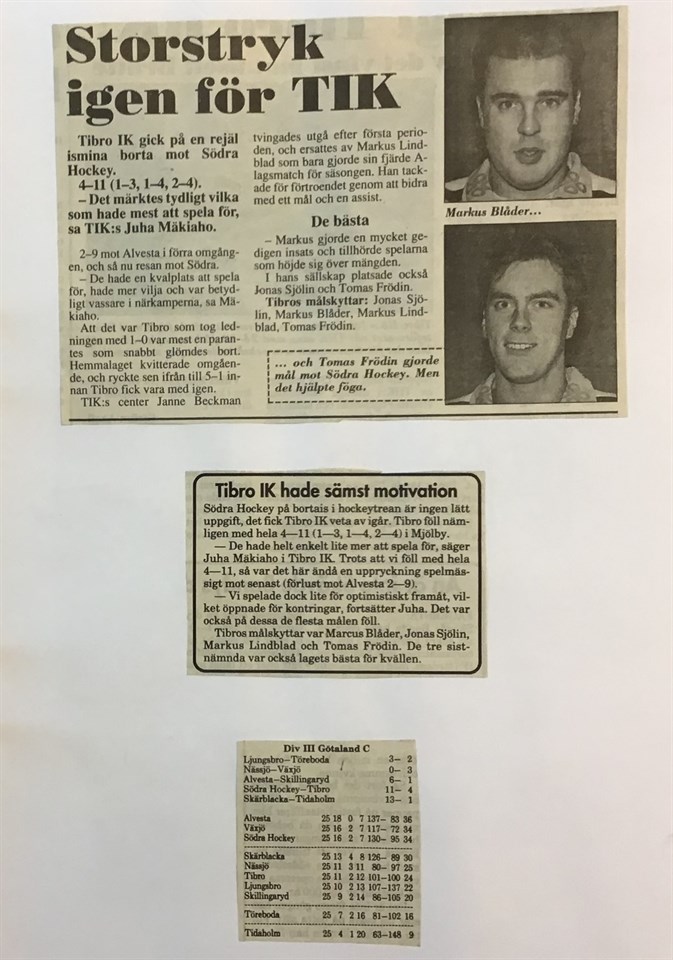 Storstryk
igen för TIK
Tibro IK gick på en rejäl
ismina borta mot Södra
Hockey.
4–11 (1–3, 1–4, 2–4).
– Det märktes tydligt vilka
som hade mest att spela för,
sa TIK:s Juha Mäkiaho.
2–9 mot Alvesta i förra omgång-
en, och så nu resan mot Södra.
– De hade en kvalplats att spela
för, hade mer vilja och var betyd-
ligt vassare i närkamperna, sa Mä-
kiaho.
Att det var Tibro som tog led-
ningen med 1–0 var mest en paran-
tes som snabbt glömdes bort.
Hemmalaget kvitterade omgåen-
de, och ryckte sen ifrån till 5–1 in-
nan Tibro fick vara med igen.
TIK:s center Janne Beckman
tvingades utgå efter första perio-
den, och ersattes av Markus Lind-
blad som bara gjorde sin fjärde A-
lagsmatch för säsongen. Han tack-
ade för förtroendet genom att bidra
med ett mål och en assist.
De bästa
– Markus gjorde en mycket ge-
digen insats och tillhörde spelarna
som höjde sig över mängden.
I hans sällskap platsade också
Jonas Sjölin och Tomas Frödin.
Tibros målskyttar: Jonas Sjö-
lin, Markus Blåder, Markus Lind-
blad, Tomas Frödin.
... och Tomas Frödin gjorde
mål mot Södra Hockey. Men
det hjälpte föga.
Markus Blåder...
Tibro IK hade sämst motivation
Södra Hockey på bortais i hockeytrean är ingen lätt
uppgift, det fick Tibro IK veta av igår. Tibro föll näm-
ligen med hela 4—11 (1—3, 1—4, 2—4) i Mjölby.
— De hade helt enkelt lite mer att spela för, säger
Juha Mäkiaho i Tibro IK. Trots att vi föll med hela
4—11, så var det här ändå en uppryckning spelmäs-
sigt mot senast (förlust mot Alvesta 2—9).
— Vi spelade dock lite för optimistiskt framåt, vil-
ket öppnade för kontringar, fortsätter Juha. Det var
också på dessa de flesta målen föll.
Tibros målskyttar var Marcus Blåder, Jonas Sjölin,
Markus Lindblad och Tomas Frödin. De tre sist-
nämnda var också lagets bästa för kvällen.
Div III Götaland C
Ljungsbro—Töreboda 3— 2
Nässjö—Växjö 0— 3
Alvesta—Skillingaryd 6— 1
Södra Hockey—Tibro 11— 4
Skärblacka—Tidaholm 13— 1
Alvesta 25 18 0 7 137— 83 36
Växjö 25 16 2 7 117— 72 34
Södra Hockey 25 16 2 7 130— 95 34
Skärblacka 25 13 4 8 126— 89 30
Nässjö 25 11 3 11 80— 97 25
Tibro 25 11 2 12 101—100 24
Ljungsbro 25 10 2 13 107—137 22
Skillingaryd 25 9 2 14 86—105 20
Töreboda 25 7 2 16 81—102 16
Tidaholm 25 4 1 20 63—148 9